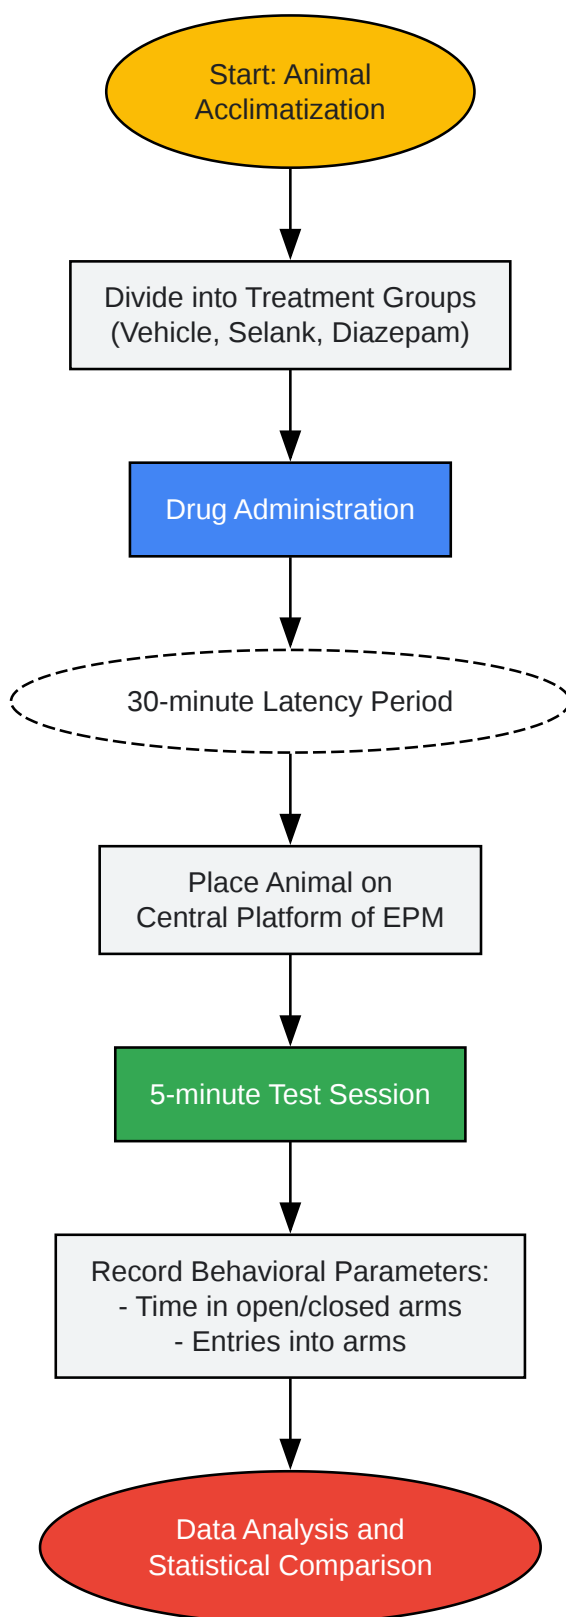 Start: Animal
Acclimatization
Divide into Treatment Groups
(Vehicle, Selank, Diazepam)
Drug Administration
30-minute Latency Period
Place Animal on
Central Platform of EPM
5-minute Test Session
Record Behavioral Parameters:
- Time in open/closed arms
- Entries into arms
Data Analysis and
Statistical Comparison